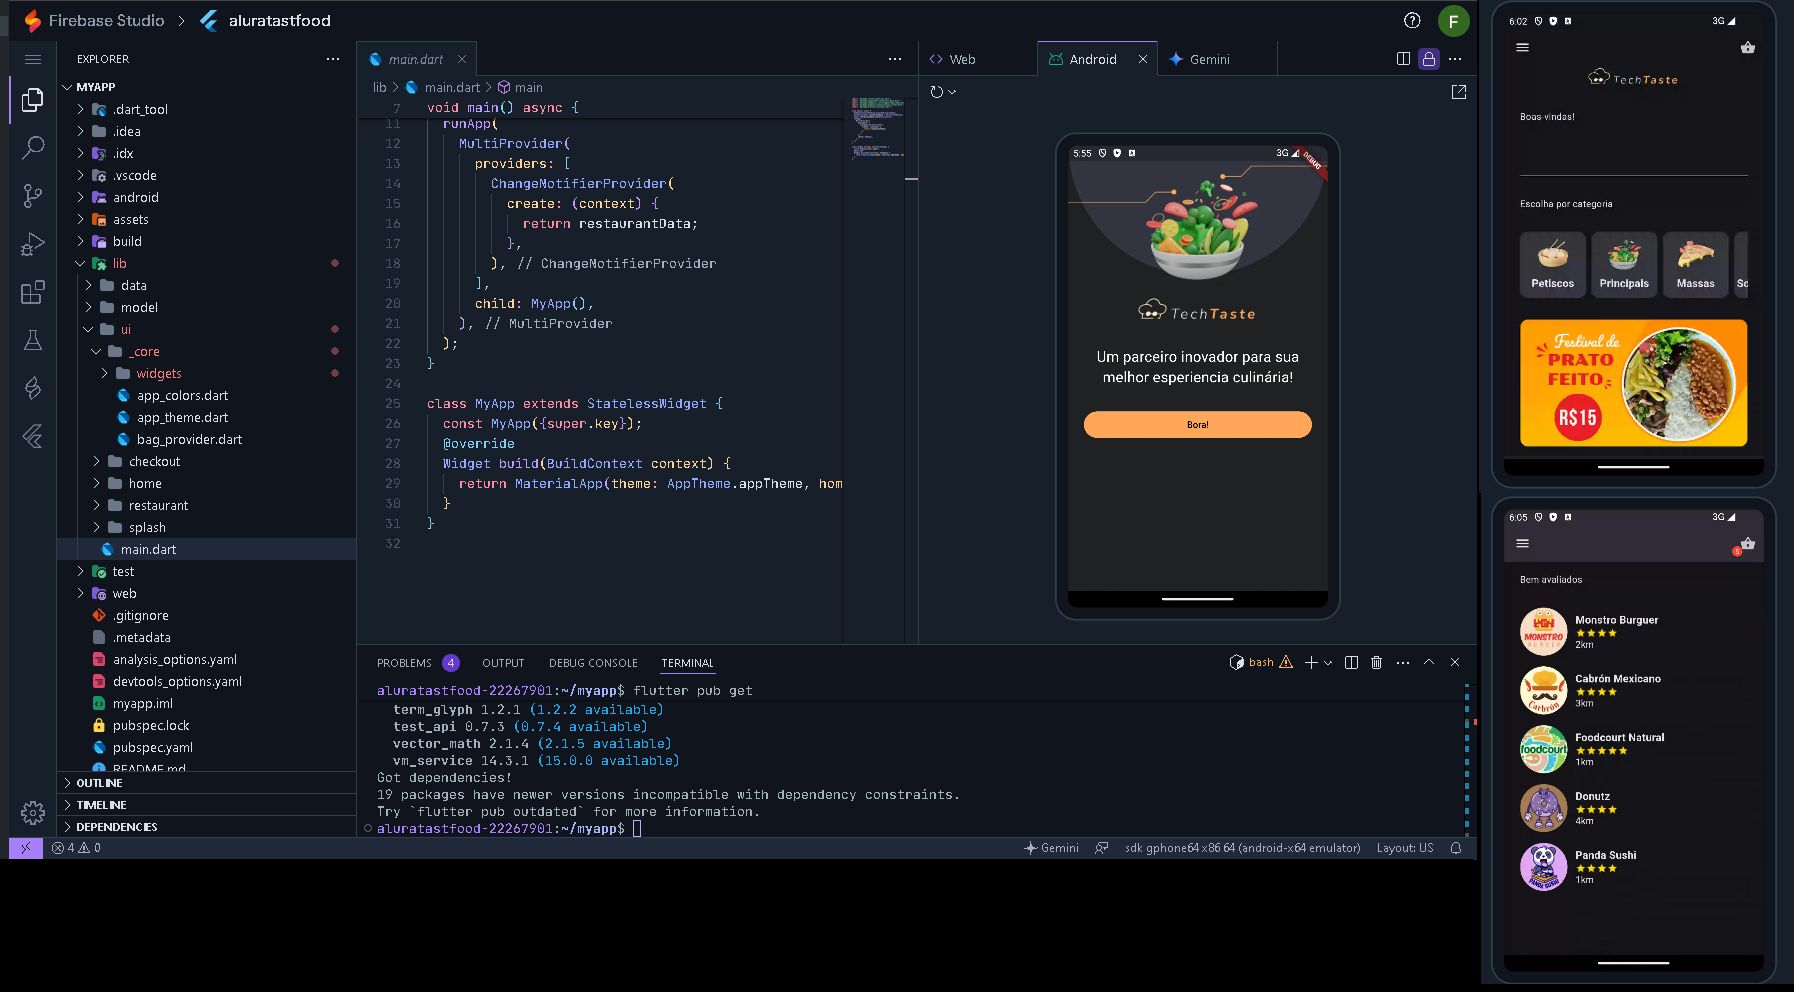 Firebase Studio > aluratastfood
F
EXPLORER
MYAPP
.dart_tool
.idea
.idx
.vscode
android
assets
build
lib
data
model
ui
_core
widgets
app_colors.dart
app_theme.dart
bag_provider.dart
checkout
home
restaurant
splash
main.dart
test
web
.gitignore
.metadata
analysis_options.yaml
devtools_options.yaml
myapp.iml
pubspec.lock
pubspec.yaml
README.md
OUTLINE
TIMELINE
DEPENDENCIES
main.dart
lib > main.dart > main
7 void main() async {
11 runApp(
12 MultiProvider(
13 providers: [
14 ChangeNotifierProvider(
15 create: (context) {
16 return restaurantData;
17 },
18 ), // ChangeNotifierProvider
19 ],
20 child: MyApp(),
21 ), // MultiProvider
22 );
23 }
24
25 class MyApp extends StatelessWidget {
26 const MyApp({super.key});
27 @override
28 Widget build(BuildContext context) {
29 return MaterialApp(theme: AppTheme.appTheme, hom
30 }
31 }
32
Web
Android
Gemini
5:55
3G
DEBUG
TechTaste
Um parceiro inovador para sua
melhor esperiencia culinária!
Bora!
PROBLEMS 4 OUTPUT DEBUG CONSOLE TERMINAL
bash
aluratastfood-22267901:~/myapp$ flutter pub get
term_glyph 1.2.1 (1.2.2 available)
test_api 0.7.3 (0.7.4 available)
vector_math 2.1.4 (2.1.5 available)
vm_service 14.3.1 (15.0.0 available)
Got dependencies!
19 packages have newer versions incompatible with dependency constraints.
Try `flutter pub outdated` for more information.
aluratastfood-22267901:~/myapp$
4 0
Gemini
sdk gphone64 x86 64 (android-x64 emulator)
Layout: US
6:02
3G
TechTaste
Boas-vindas!
Escolha por categoria
Petiscos
Principais
Massas
So
Festival de
PRATO
FEITO
R$15
6:05
3G
5
Bem avaliados
Monstro Burguer
2km
Cabrón Mexicano
3km
Foodcourt Natural
1km
Donutz
4km
Panda Sushi
1km
MONSTRO
BURGER
Carbrón
foodcourt
PANDA SUSHI